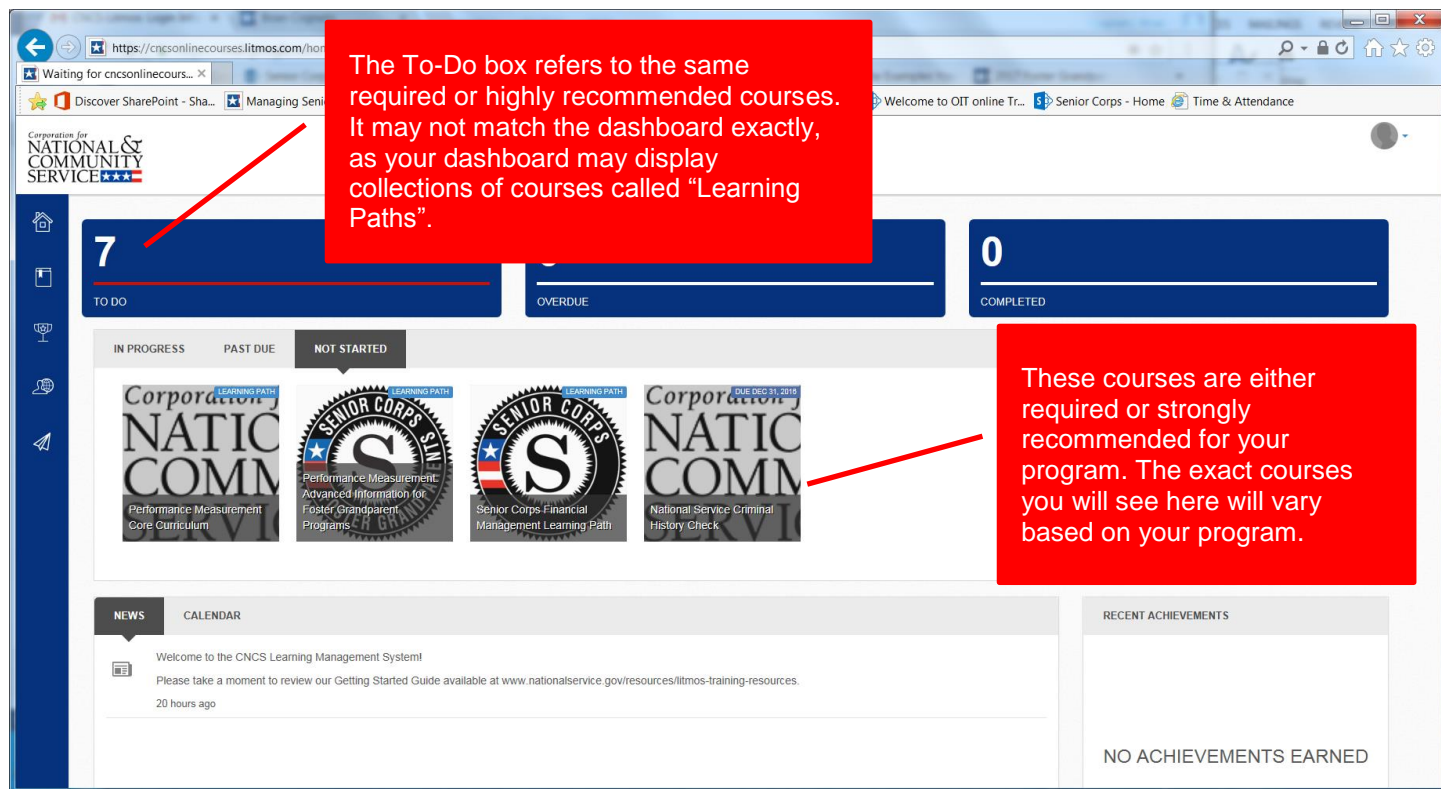 https://cncsonlinecourses.litmos.com/hom
Waiting for cncsonlinecours...
Discover SharePoint - Sha...
Managing Seni
Welcome to OIT online Tr...
Senior Corps - Home
Time & Attendance
The To-Do box refers to the same
required or highly recommended courses.
It may not match the dashboard exactly,
as your dashboard may display
collections of courses called “Learning
Paths”.
Corporation for
NATIONAL &
COMMUNITY
SERVICE
7
TO DO
OVERDUE
0
COMPLETED
IN PROGRESS
PAST DUE
NOT STARTED
LEARNING PATH
Performance Measurement
Core Curriculum
LEARNING PATH
Performance Measurement:
Advanced Information for
Foster Grandparent
Programs
LEARNING PATH
Senior Corps Financial
Management Learning Path
DUE DEC 31, 2016
National Service Criminal
History Check
These courses are either
required or strongly
recommended for your
program. The exact courses
you will see here will vary
based on your program.
NEWS
CALENDAR
Welcome to the CNCS Learning Management System!
Please take a moment to review our Getting Started Guide available at www.nationalservice.gov/resources/litmos-training-resources.
20 hours ago
RECENT ACHIEVEMENTS
NO ACHIEVEMENTS EARNED